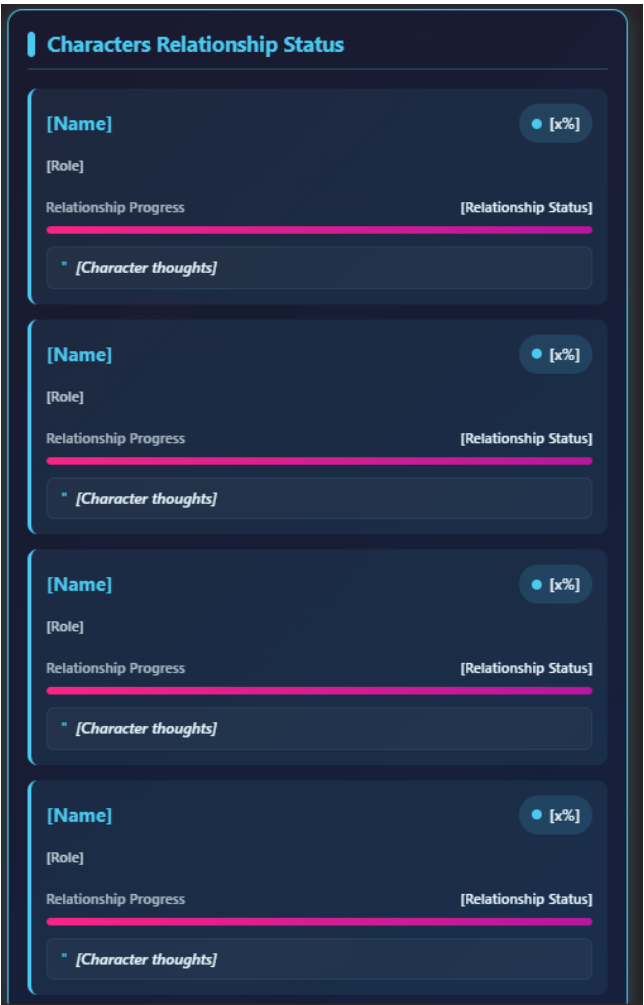 Characters Relationship Status
[Name]
[x%]
[Role]
Relationship Progress
[Relationship Status]
" [Character thoughts]
[Name]
[x%]
[Role]
Relationship Progress
[Relationship Status]
" [Character thoughts]
[Name]
[x%]
[Role]
Relationship Progress
[Relationship Status]
" [Character thoughts]
[Name]
[x%]
[Role]
Relationship Progress
[Relationship Status]
" [Character thoughts]